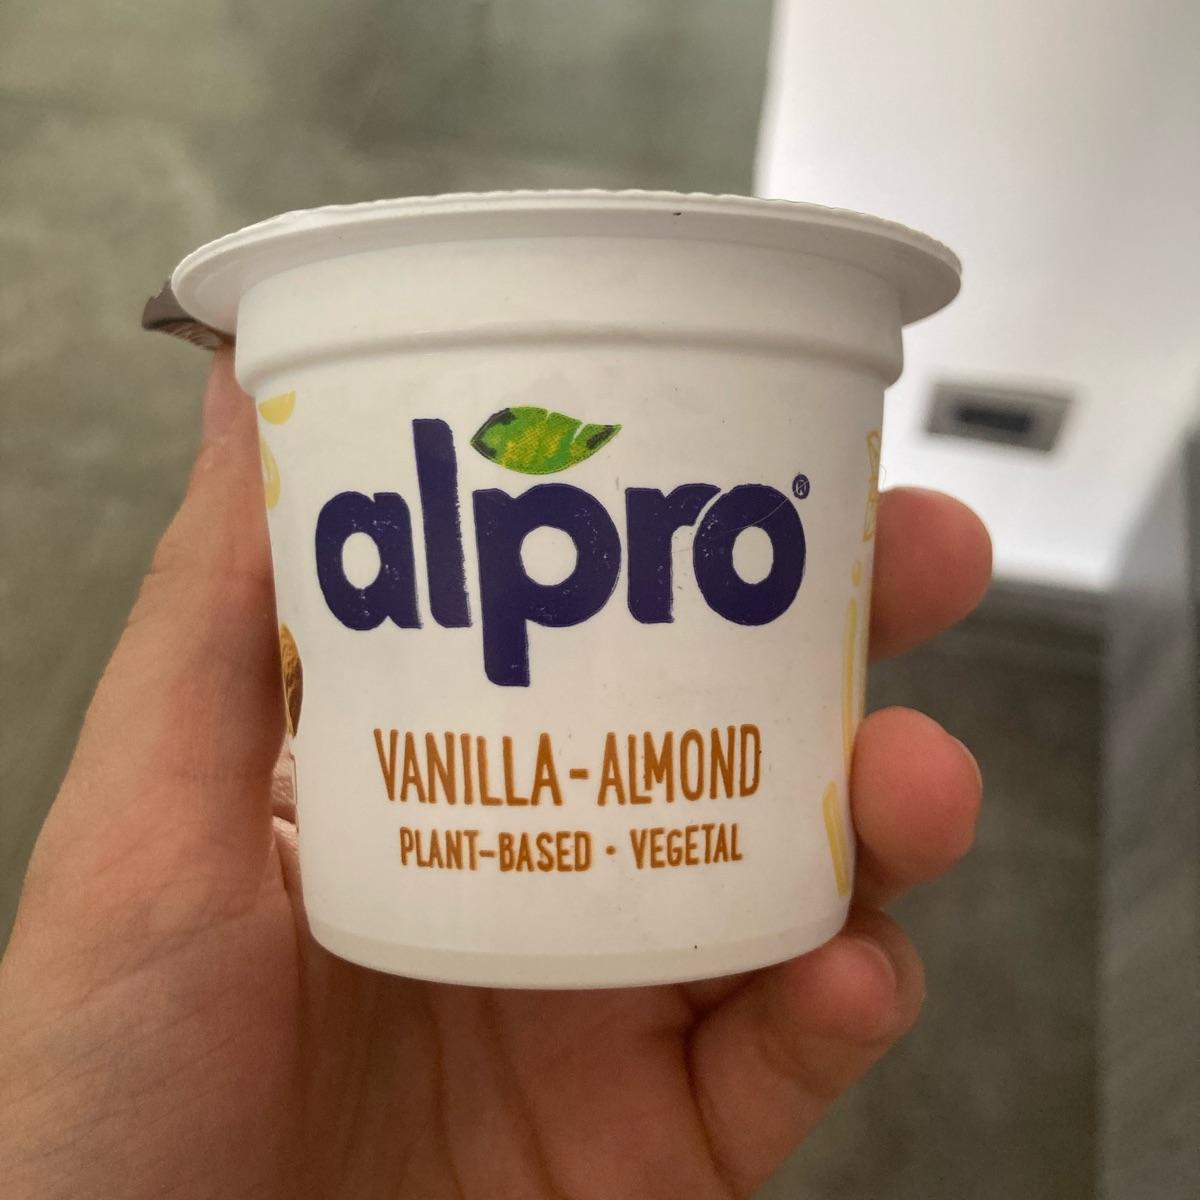 alpro®
VANILLA-ALMOND
PLANT-BASED · VEGETAL